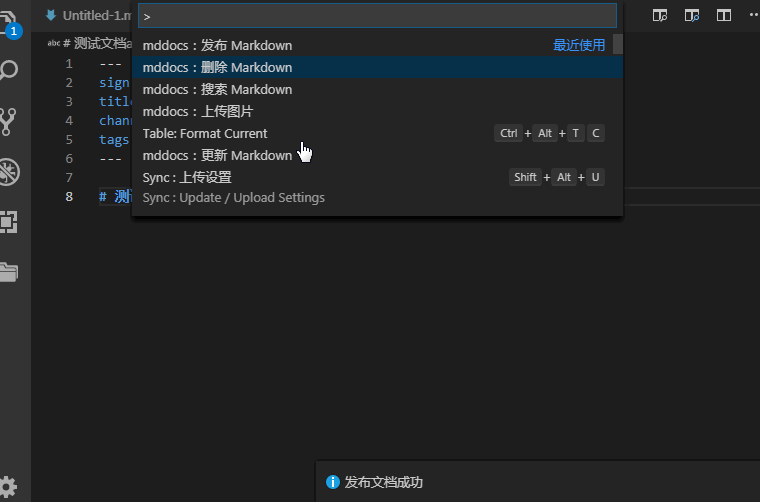 Untitled-1.m
>
mddocs：发布 Markdown 最近使用
mddocs：删除 Markdown
mddocs：搜索 Markdown
mddocs：上传图片
Table: Format Current Ctrl + Alt + T C
mddocs：更新 Markdown
Sync : 上传设置 Shift + Alt + U
Sync : Update / Upload Settings
1
abc # 测试文档a
1 ---
2 sign
3 title
4 chann
5 tags
6 ---
7
8 # 测
发布文档成功